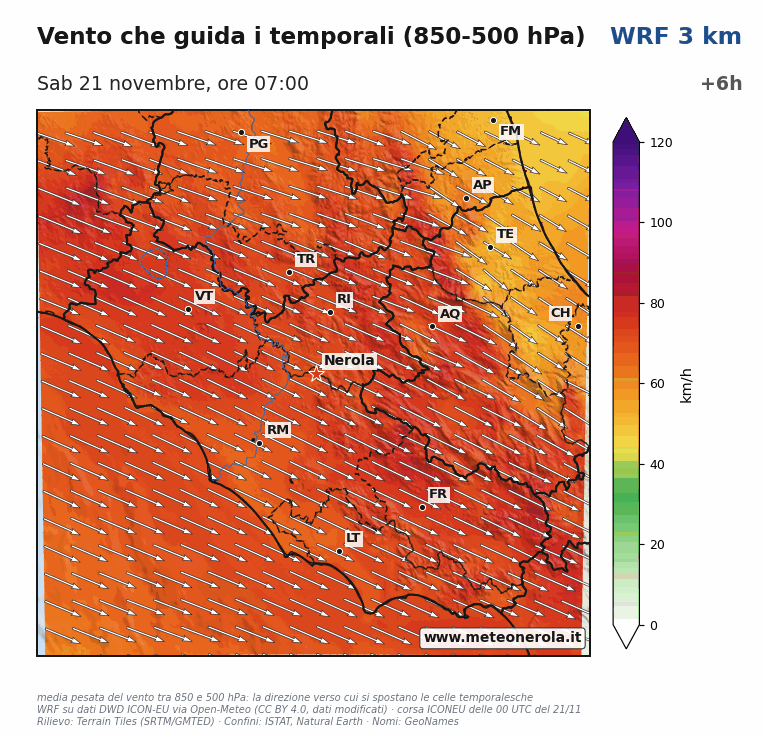 Vento che guida i temporali (850-500 hPa) WRF 3 km
Sab 21 novembre, ore 07:00 +6h
FM
PG
AP
TE
TR
VT
RI
AQ
CH
Nerola
RM
FR
LT
www.meteonerola.it
120
100
80
60
40
20
0
km/h
media pesata del vento tra 850 e 500 hPa: la direzione verso cui si spostano le celle temporalesche
WRF su dati DWD ICON-EU via Open-Meteo (CC BY 4.0, dati modificati) · corsa ICONEU delle 00 UTC del 21/11
Rilievo: Terrain Tiles (SRTM/GMTED) · Confini: ISTAT, Natural Earth · Nomi: GeoNames